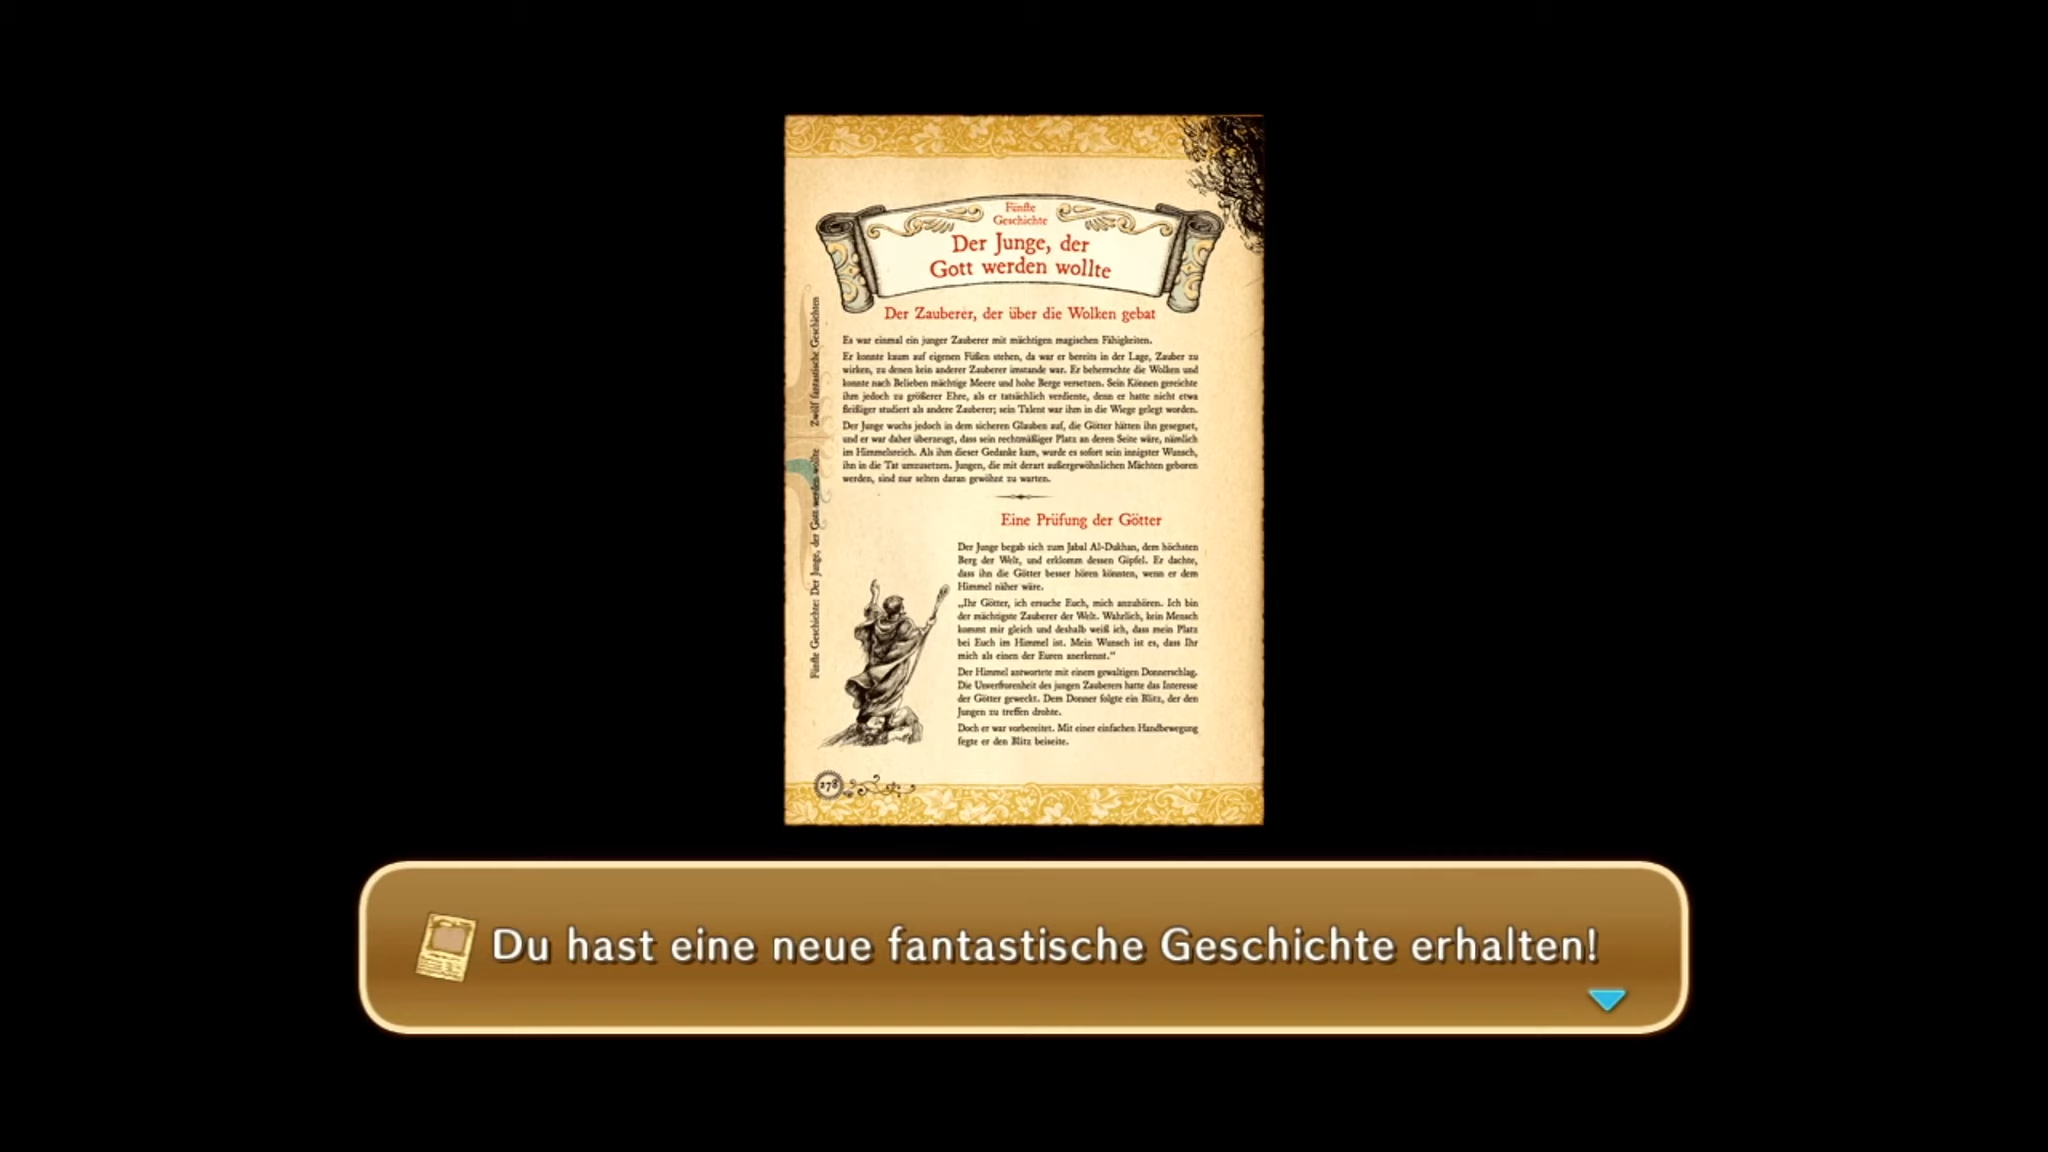 Fünfte
Geschichte
Der Junge, der
Gott werden wollte
Der Zauberer, der über die Wolken gebat
Es war einmal ein junger Zauberer mit mächtigen magischen Fähigkeiten.
Er konnte kaum auf eigenen Füßen stehen, da war er bereits in der Lage, Zauber zu
wirken, zu denen kein anderer Zauberer imstande war. Er beherrschte die Wolken und
konnte nach Belieben mächtige Meere und hohe Berge versetzen. Sein Können gereichte
ihm jedoch zu größerer Ehre, als er tatsächlich verdiente, denn er hatte nicht etwa
fleißiger studiert als andere Zauberer; sein Talent war ihm in die Wiege gelegt worden.
Der Junge wuchs jedoch in dem sicheren Glauben auf, die Götter hätten ihn gesegnet,
und er war daher überzeugt, dass sein rechtmäßiger Platz an deren Seite wäre, nämlich
im Himmelsreich. Als ihm dieser Gedanke kam, wurde es sofort sein innigster Wunsch,
ihn in die Tat umzusetzen. Jungen, die mit derart außergewöhnlichen Mächten geboren
werden, sind nur selten daran gewöhnt zu warten.
Eine Prüfung der Götter
Der Junge begab sich zum Jabal Al-Dukhan, dem höchsten
Berg der Welt, und erklomm dessen Gipfel. Er dachte,
dass ihn die Götter besser hören könnten, wenn er dem
Himmel näher wäre.
„Ihr Götter, ich ersuche Euch, mich anzuhören. Ich bin
der mächtigste Zauberer der Welt. Wahrlich, kein Mensch
kommt mir gleich und deshalb weiß ich, dass mein Platz
bei Euch im Himmel ist. Mein Wunsch ist es, dass Ihr
mich als einen der Euren anerkennt.“
Der Himmel antwortete mit einem gewaltigen Donnerschlag.
Die Unverfrorenheit des jungen Zauberers hatte das Interesse
der Götter geweckt. Dem Donner folgte ein Blitz, der den
Jungen zu treffen drohte.
Doch er war vorbereitet. Mit einer einfachen Handbewegung
fegte er den Blitz beiseite.
Fünfte Geschichte: Der Junge, der Gott werden wollte Zwölf fantastische Geschichten
278
Du hast eine neue fantastische Geschichte erhalten!